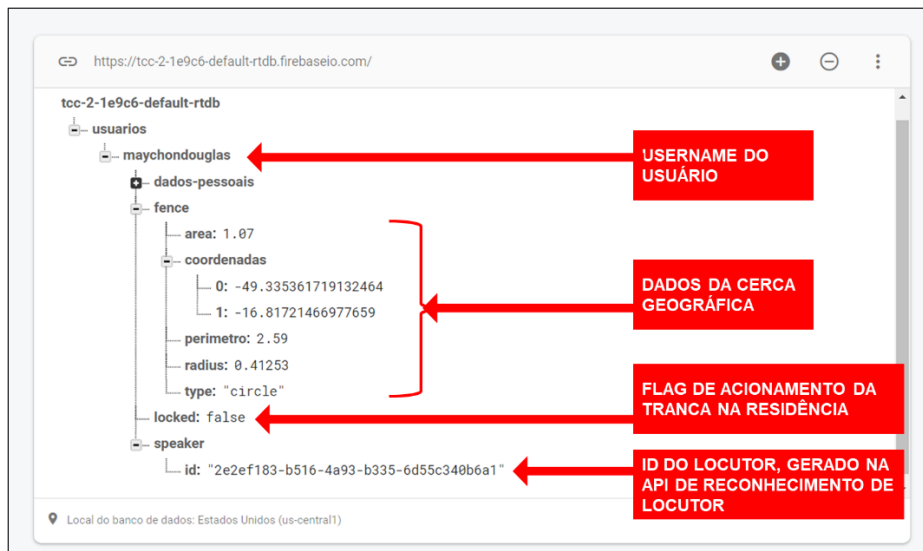 https://tcc-2-1e9c6-default-rtdb.firebaseio.com/
tcc-2-1e9c6-default-rtdb
usuarios
maychondouglas
USERNAME DO
USUÁRIO
dados-pessoais
fence
area: 1.07
coordenadas
0: -49.335361719132464
1: -16.81721466977659
DADOS DA CERCA
GEOGRÁFICA
perimetro: 2.59
radius: 0.41253
type: "circle"
FLAG DE ACIONAMENTO DA
TRANCA NA RESIDÊNCIA
locked: false
speaker
id: "2e2ef183-b516-4a93-b335-6d55c340b6a1"
ID DO LOCUTOR, GERADO NA
API DE RECONHECIMENTO DE
LOCUTOR
Local do banco de dados: Estados Unidos (us-central1)